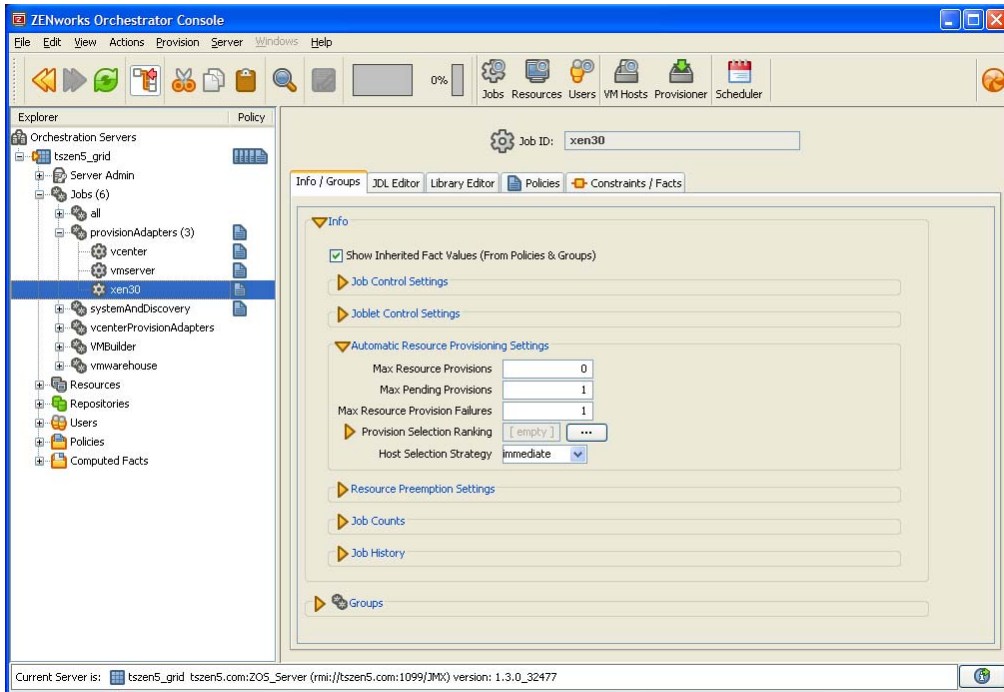 ZENworks Orchestrator Console
File Edit View Actions Provision Server Windows Help
0%
Jobs Resources Users VM Hosts Provisioner Scheduler
Explorer Policy
Orchestration Servers
tszen5_grid
Server Admin
Jobs (6)
all
provisionAdapters (3)
vcenter
vmserver
xen30
systemAndDiscovery
vcenterProvisionAdapters
VMBuilder
vmwarehouse
Resources
Repositories
Users
Policies
Computed Facts
Job ID: xen30
Info / Groups JDL Editor Library Editor Policies Constraints / Facts
Info
Show Inherited Fact Values (From Policies & Groups)
Job Control Settings
Joblet Control Settings
Automatic Resource Provisioning Settings
Max Resource Provisions 0
Max Pending Provisions 1
Max Resource Provision Failures 1
Provision Selection Ranking [ empty ] ...
Host Selection Strategy immediate
Resource Preemption Settings
Job Counts
Job History
Groups
Current Server is: tszen5_grid tszen5.com:ZOS_Server (rmi://tszen5.com:1099/JMX) version: 1.3.0_32477